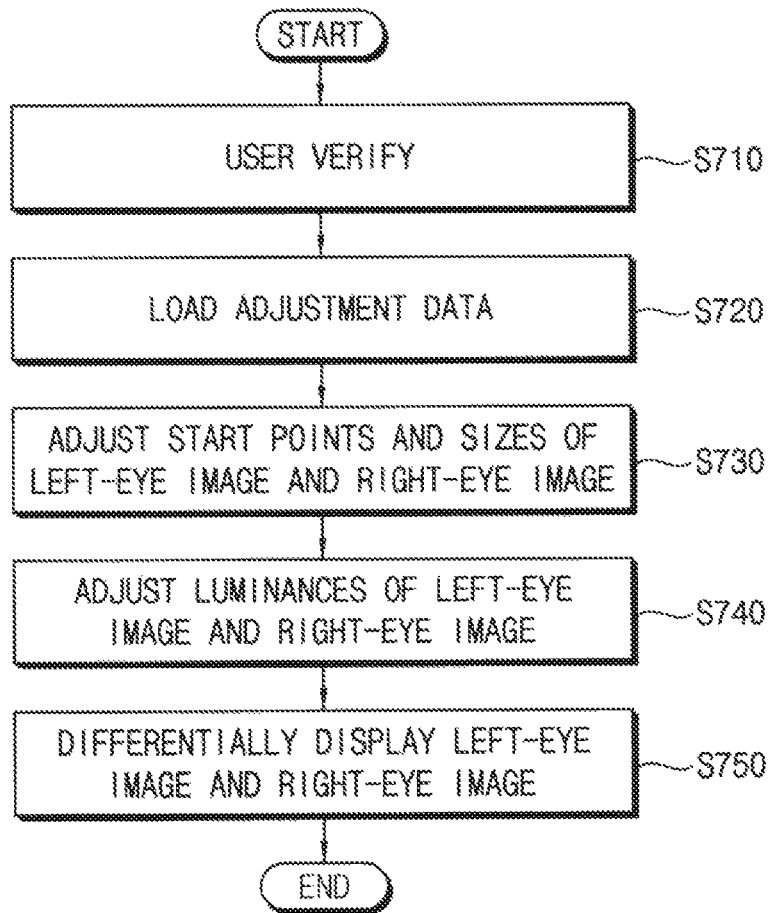 START
USER VERIFY
S710
LOAD ADJUSTMENT DATA
S720
ADJUST START POINTS AND SIZES OF
LEFT-EYE IMAGE AND RIGHT-EYE IMAGE
S730
ADJUST LUMINANCES OF LEFT-EYE
IMAGE AND RIGHT-EYE IMAGE
S740
DIFFERENTIALLY DISPLAY LEFT-EYE
IMAGE AND RIGHT-EYE IMAGE
S750
END